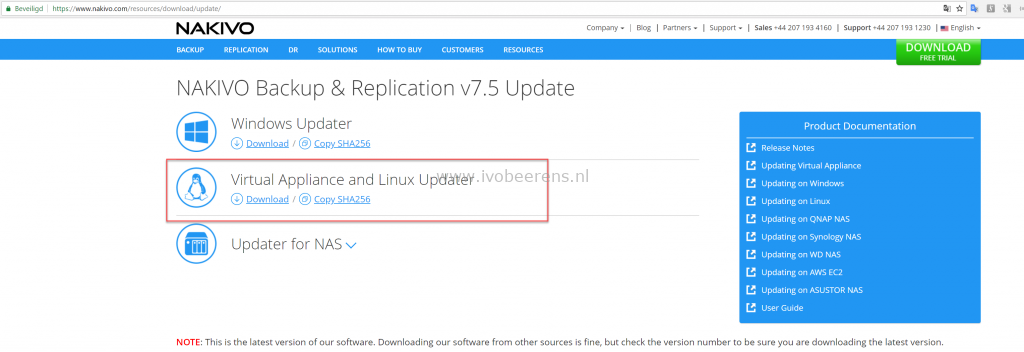 Beveiligd https://www.nakivo.com/resources/download/update/
NAKIVO
Company Blog Partners Support Sales +44 207 193 4160 Support +44 207 193 1230 English
BACKUP REPLICATION DR SOLUTIONS HOW TO BUY CUSTOMERS RESOURCES
DOWNLOAD
FREE TRIAL
NAKIVO Backup & Replication v7.5 Update
Windows Updater
Download / Copy SHA256
Virtual Appliance and Linux Updater
www.ivobeerens.nl
Download / Copy SHA256
Updater for NAS
Product Documentation
Release Notes
Updating Virtual Appliance
Updating on Windows
Updating on Linux
Updating on QNAP NAS
Updating on Synology NAS
Updating on WD NAS
Updating on AWS EC2
Updating on ASUSTOR NAS
User Guide
NOTE: This is the latest version of our software. Downloading our software from other sources is fine, but check the version number to be sure you are downloading the latest version.